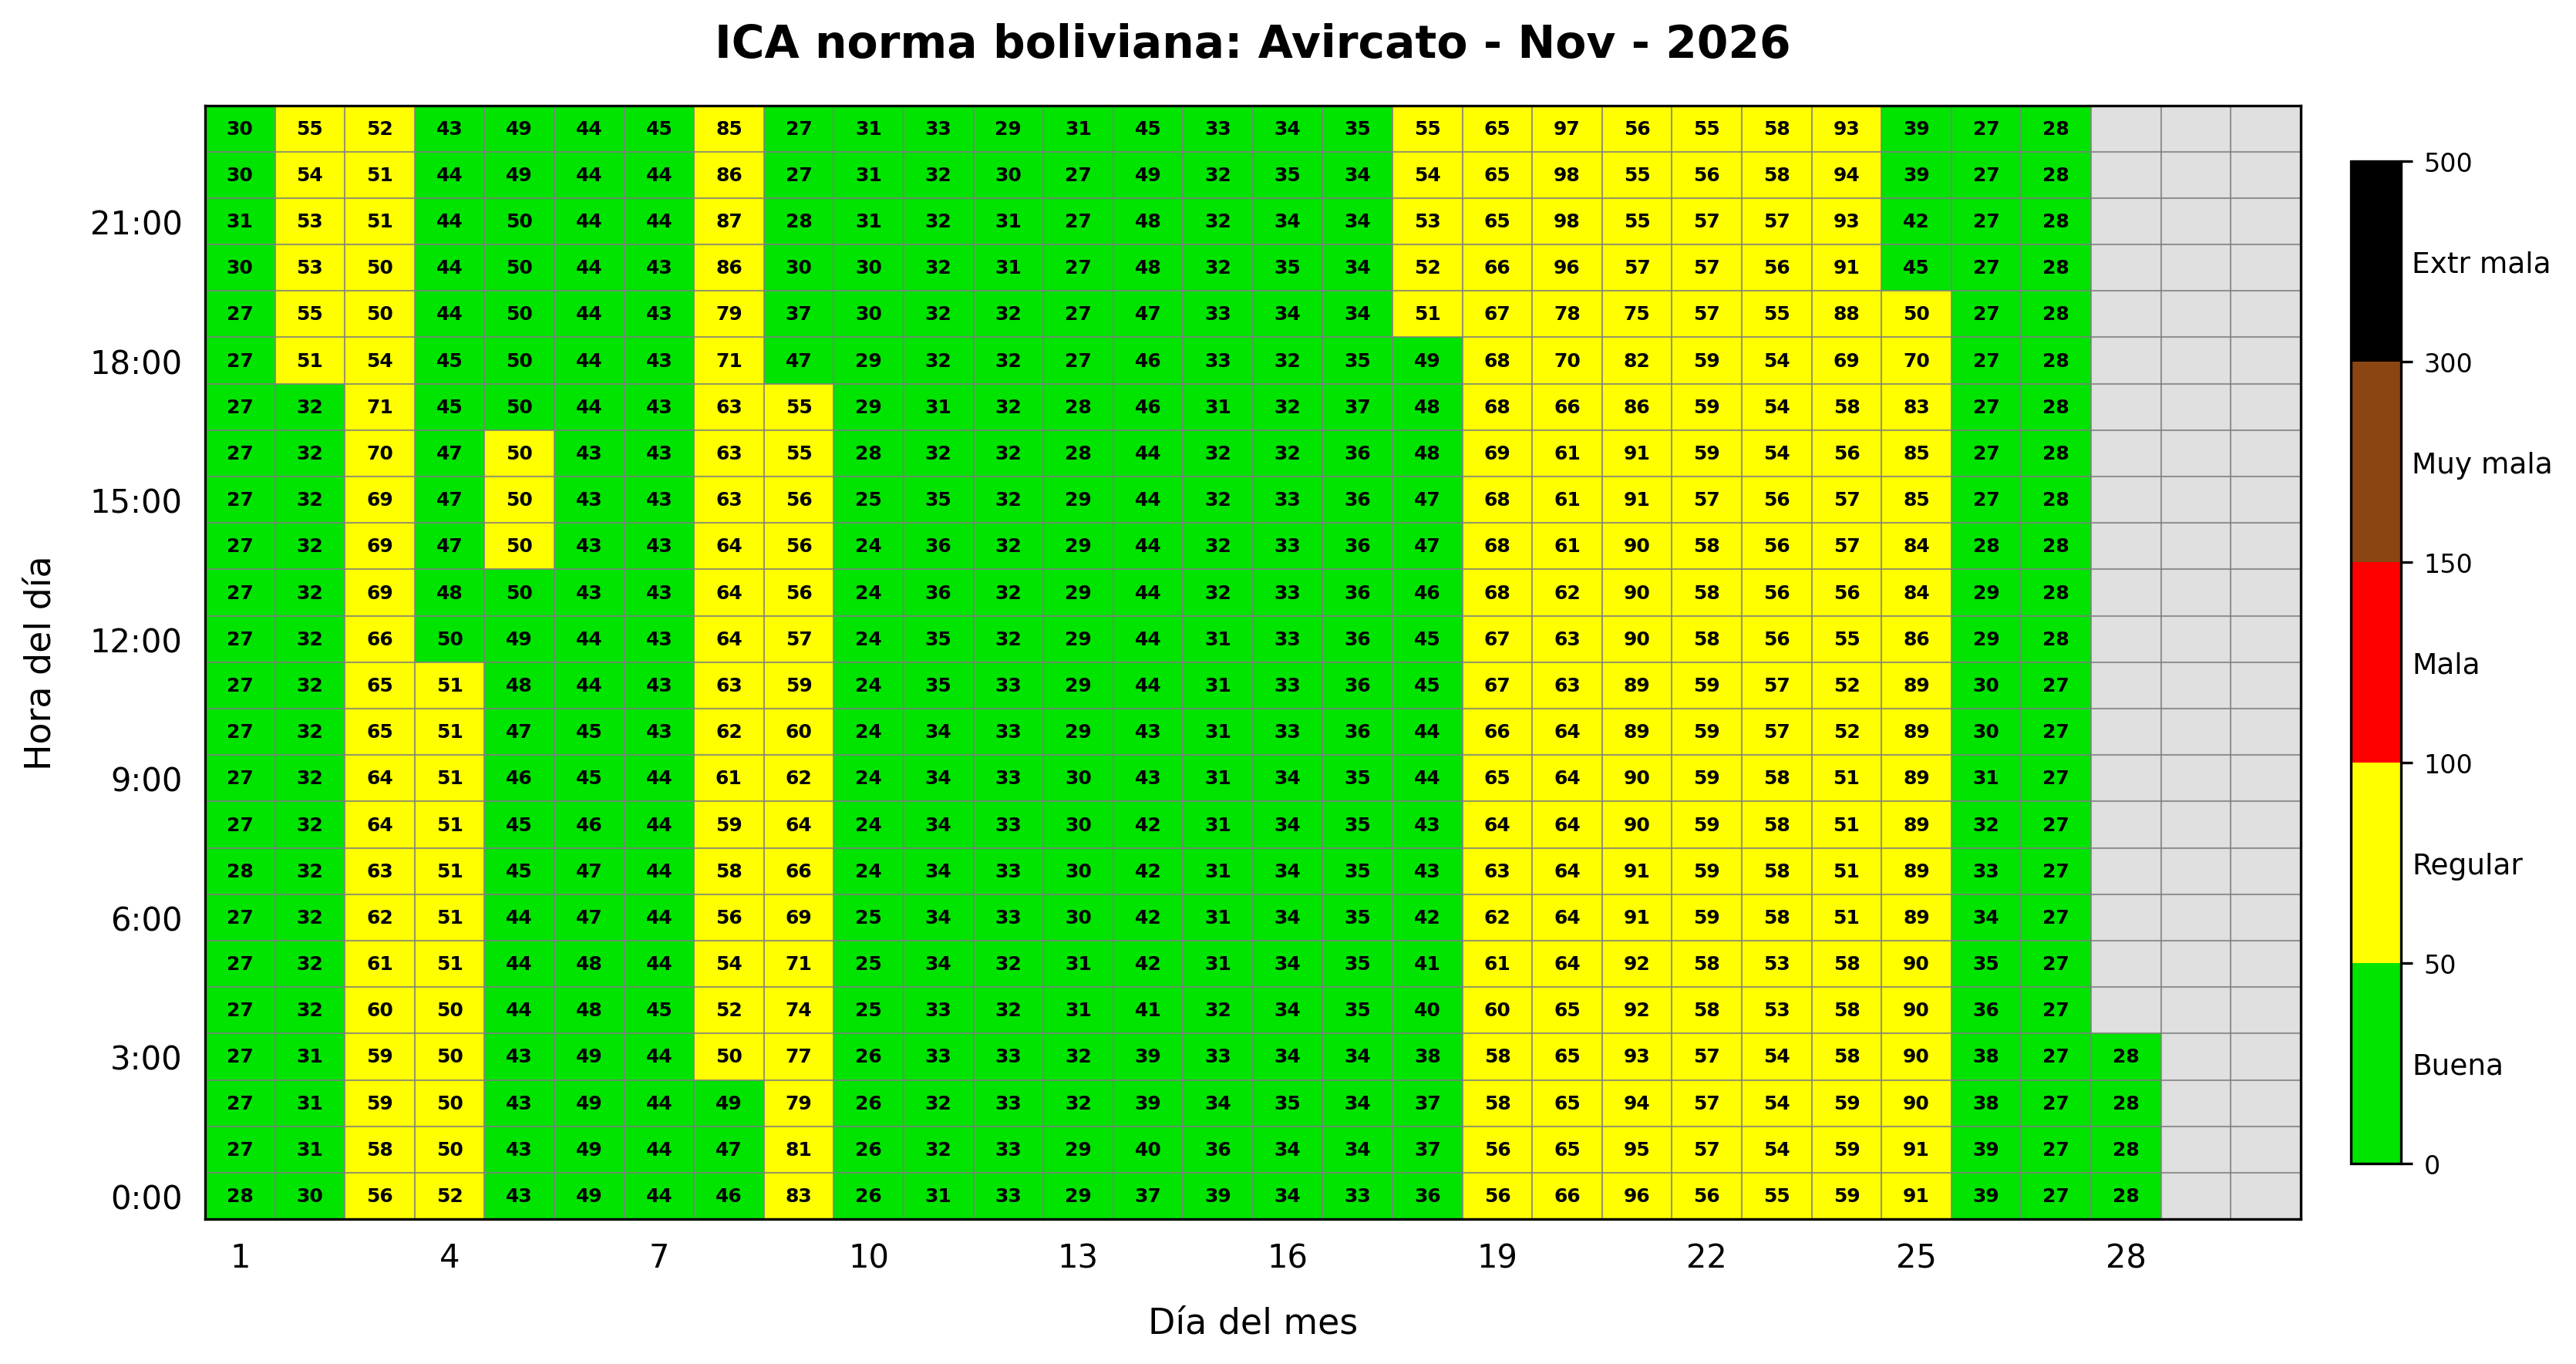 ICA norma boliviana: Avircato - Nov - 2026
30 55 52 43 49 44 45 85 27 31 33 29 31 45 33 34 35 55 65 97 56 55 58 93 39 27 28
30 54 51 44 49 44 44 86 27 31 32 30 27 49 32 35 34 54 65 98 55 56 58 94 39 27 28
21:00 31 53 51 44 50 44 44 87 28 31 32 31 27 48 32 34 34 53 65 98 55 57 57 93 42 27 28
30 53 50 44 50 44 43 86 30 30 32 31 27 48 32 35 34 52 66 96 57 57 56 91 45 27 28
27 55 50 44 50 44 43 79 37 30 32 32 27 47 33 34 34 51 67 78 75 57 55 88 50 27 28
18:00 27 51 54 45 50 44 43 71 47 29 32 32 27 46 33 32 35 49 68 70 82 59 54 69 70 27 28
27 32 71 45 50 44 43 63 55 29 31 32 28 46 31 32 37 48 68 66 86 59 54 58 83 27 28
27 32 70 47 50 43 43 63 55 28 32 32 28 44 32 32 36 48 69 61 91 59 54 56 85 27 28
15:00 27 32 69 47 50 43 43 63 56 25 35 32 29 44 32 33 36 47 68 61 91 57 56 57 85 27 28
27 32 69 47 50 43 43 64 56 24 36 32 29 44 32 33 36 47 68 61 90 58 56 57 84 28 28
27 32 69 48 50 43 43 64 56 24 36 32 29 44 32 33 36 46 68 62 90 58 56 56 84 29 28
12:00 27 32 66 50 49 44 43 64 57 24 35 32 29 44 31 33 36 45 67 63 90 58 56 55 86 29 28
27 32 65 51 48 44 43 63 59 24 35 33 29 44 31 33 36 45 67 63 89 59 57 52 89 30 27
27 32 65 51 47 45 43 62 60 24 34 33 29 43 31 33 36 44 66 64 89 59 57 52 89 30 27
9:00 27 32 64 51 46 45 44 61 62 24 34 33 30 43 31 34 35 44 65 64 90 59 58 51 89 31 27
27 32 64 51 45 46 44 59 64 24 34 33 30 42 31 34 35 43 64 64 90 59 58 51 89 32 27
28 32 63 51 45 47 44 58 66 24 34 33 30 42 31 34 35 43 63 64 91 59 58 51 89 33 27
6:00 27 32 62 51 44 47 44 56 69 25 34 33 30 42 31 34 35 42 62 64 91 59 58 51 89 34 27
27 32 61 51 44 48 44 54 71 25 34 32 31 42 31 34 35 41 61 64 92 58 53 58 90 35 27
27 32 60 50 44 48 45 52 74 25 33 32 31 41 32 34 35 40 60 65 92 58 53 58 90 36 27
3:00 27 31 59 50 43 49 44 50 77 26 33 33 32 39 33 34 34 38 58 65 93 57 54 58 90 38 27 28
27 31 59 50 43 49 44 49 79 26 32 33 32 39 34 35 34 37 58 65 94 57 54 59 90 38 27 28
27 31 58 50 43 49 44 47 81 26 32 33 29 40 36 34 34 37 56 65 95 57 54 59 91 39 27 28
0:00 28 30 56 52 43 49 44 46 83 26 31 33 29 37 39 34 33 36 56 66 96 56 55 59 91 39 27 28
1 4 7 10 13 16 19 22 25 28
Hora del día
Día del mes
500
Extr mala
300
Muy mala
150
Mala
100
Regular
50
Buena
0